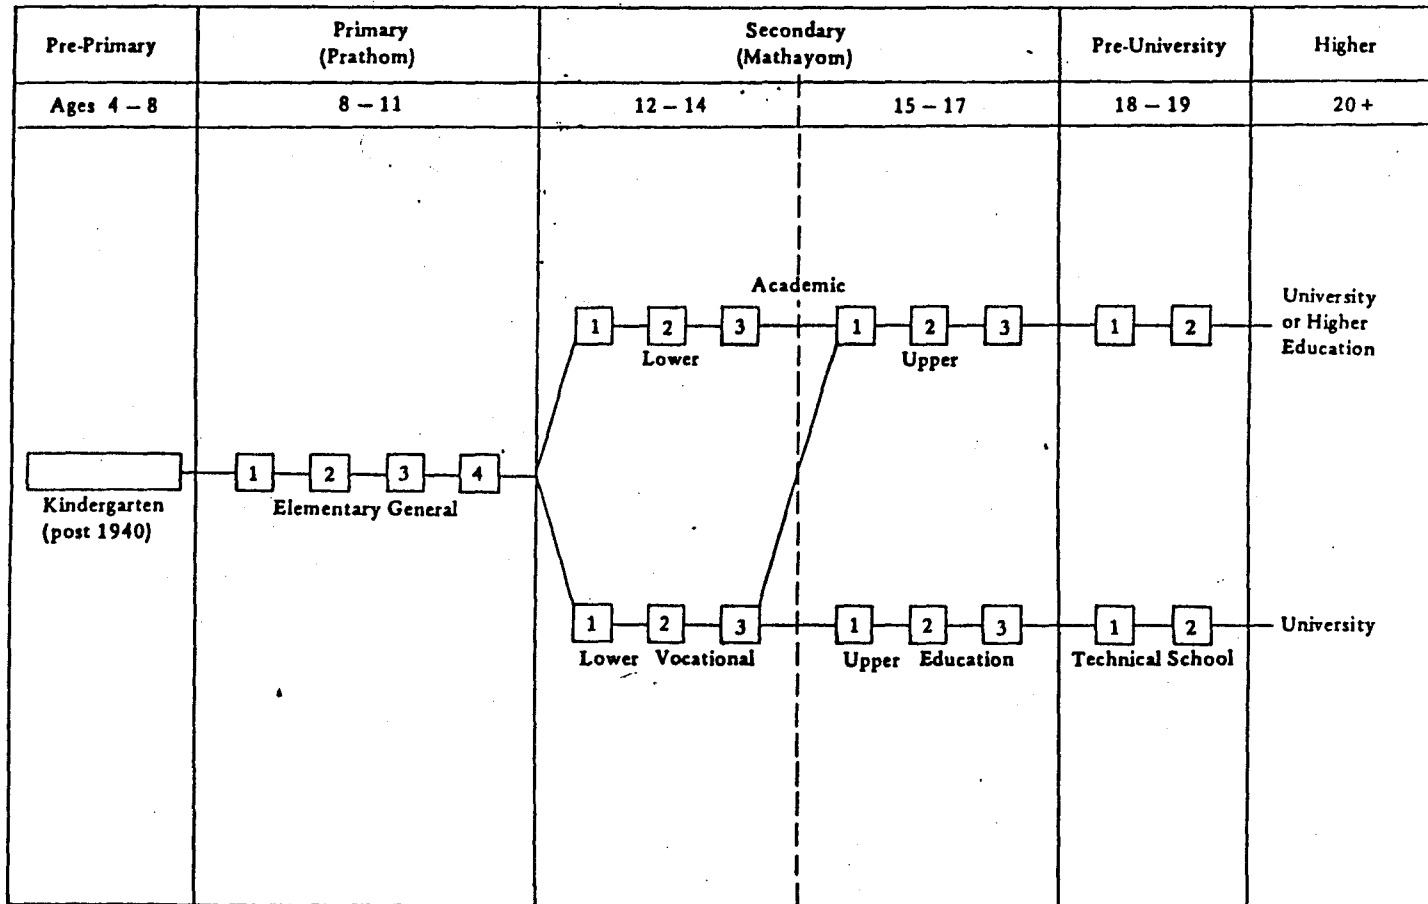 Pre-Primary
Primary
(Prathom)
Secondary
(Mathayom)
Pre-University
Higher
Ages 4 – 8
8 – 11
12 – 14
15 – 17
18 – 19
20 +
Academic
1 2 3 1 2 3 1 2
Lower
Upper
University
or Higher
Education
1 2 3 4
Kindergarten
(post 1940)
Elementary General
1 2 3 1 2 3 1 2
University
Lower Vocational
Upper Education
Technical School